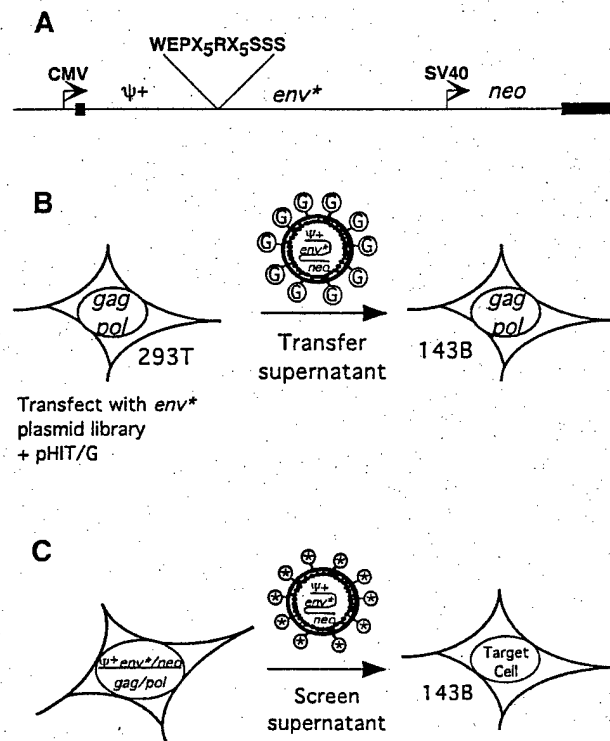 A
WEPX5RX5SSS
CMV
ψ+
env*
SV40
neo
B
G G G G G G G G G G
ψ+
env*
neo
gag
pol
293T
Transfer
supernatant
gag
pol
143B
Transfect with env*
plasmid library
+ pHIT/G
C
* * * * * * * * * *
ψ+
env*
neo
ψ+env*/neo
gag/pol
Screen
supernatant
Target
Cell
143B